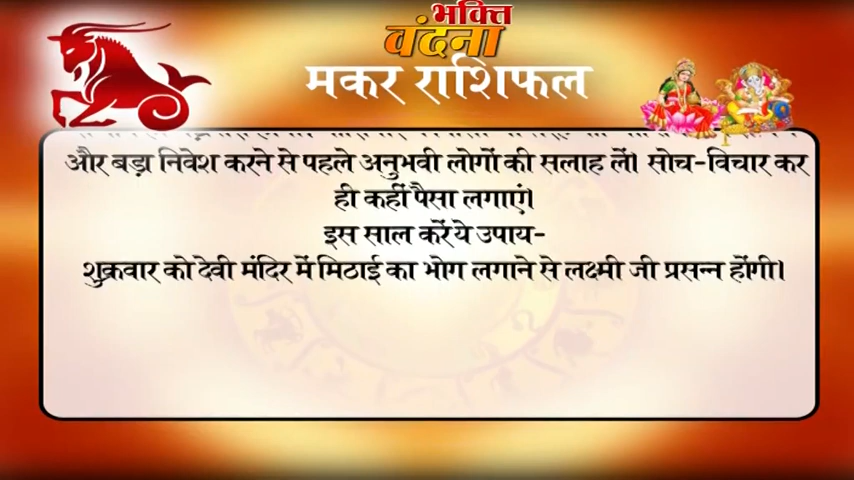 भक्ति
वंदना
मकर राशिफल
और बड़ा निवेश करने से पहले अनुभवी लोगों की सलाह लें। सोच-विचार कर
ही कहीं पैसा लगाएं।
इस साल करें ये उपाय-
शुक्रवार को देवी मंदिर में मिठाई का भोग लगाने से लक्ष्मी जी प्रसन्न होंगी।